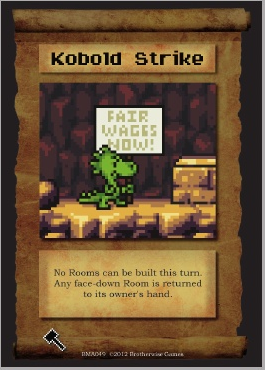 Kobold Strike
FAIR
WAGES
NOW!
No Rooms can be built this turn.
Any face-down Room is returned
to its owner's hand.
BMA049 ©2012 Brotherwise Games